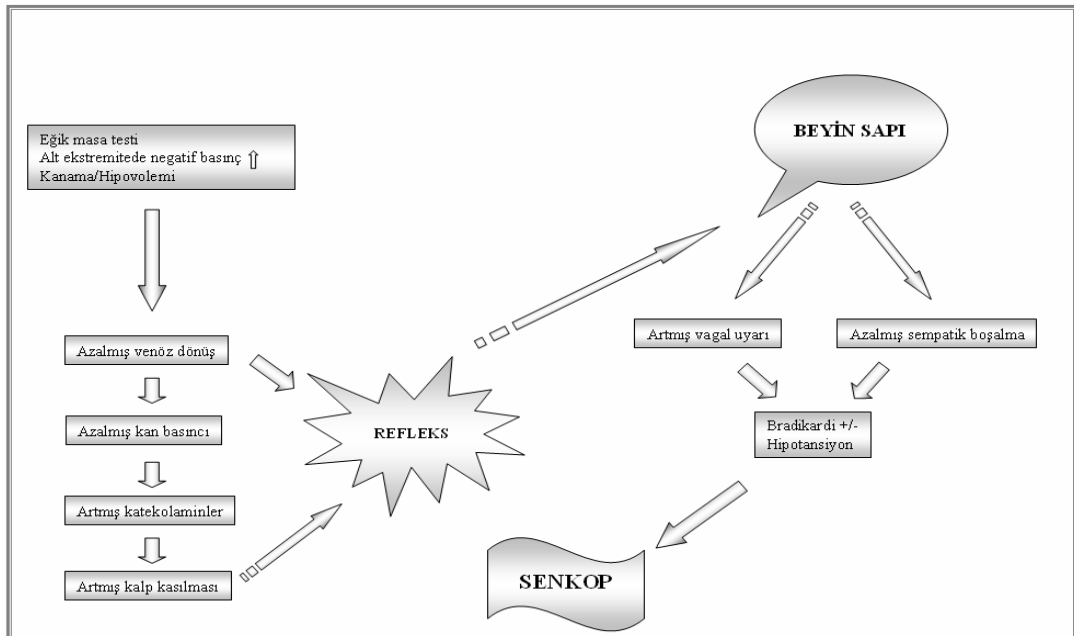 Eğik masa testi
Alt ekstremitede negatif basınç ⇧
Kanama/Hipovolemi
Azalmış venöz dönüş
Azalmış kan basıncı
Artmış katekolaminler
Artmış kalp kasılması
REFLEKS
BEYİN SAPI
Artmış vagal uyarı
Azalmış sempatik boşalma
Bradikardi +/-
Hipotansiyon
SENKOP